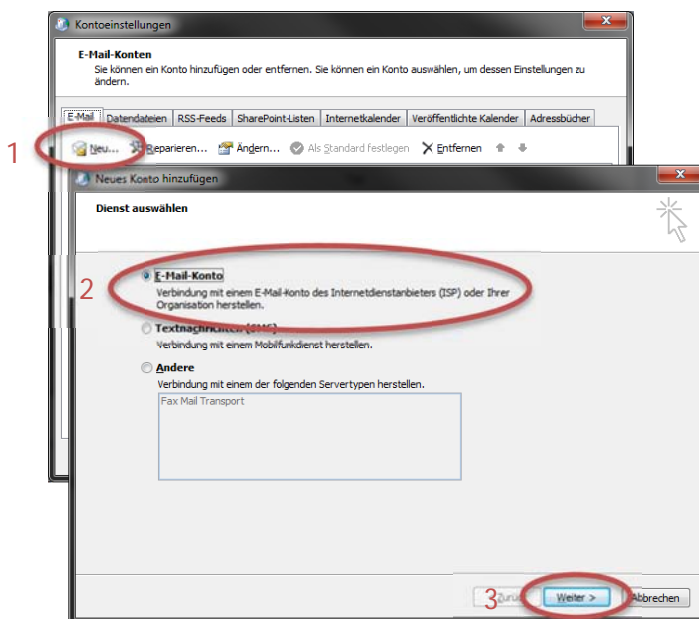 Kontoeinstellungen
E-Mail-Konten
Sie können ein Konto hinzufügen oder entfernen. Sie können ein Konto auswählen, um dessen Einstellungen zu
ändern.
E-Mail Datendateien RSS-Feeds SharePoint-Listen Internetkalender Veröffentlichte Kalender Adressbücher
1 Neu... Reparieren... Ändern... Als Standard festlegen Entfernen
Neues Konto hinzufügen
Dienst auswählen
2 E-Mail-Konto
Verbindung mit einem E-Mail-Konto des Internetdienstanbieters (ISP) oder Ihrer
Organisation herstellen.
Textnachrichten (SMS)
Verbindung mit einem Mobilfunkdienst herstellen.
Andere
Verbindung mit einem der folgenden Servertypen herstellen.
Fax Mail Transport
3 Zurück Weiter > Abbrechen